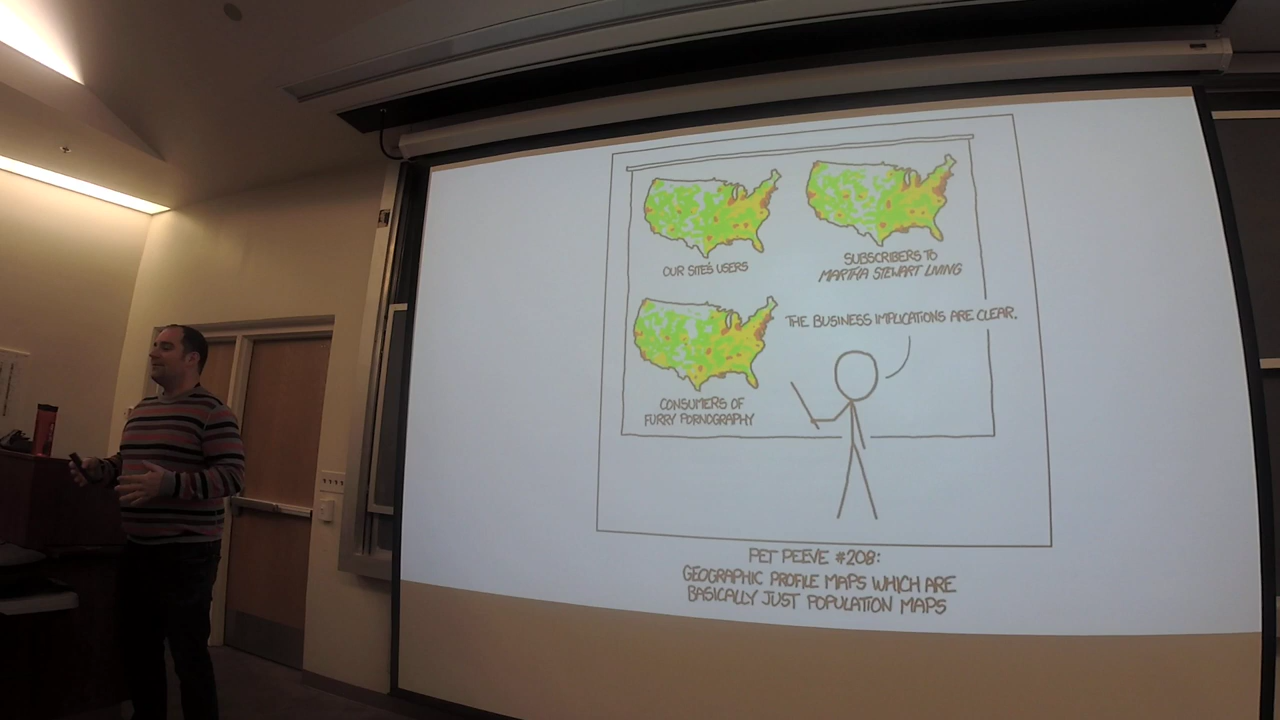 OUR SITE'S USERS
SUBSCRIBERS TO
MARTHA STEWART LIVING
THE BUSINESS IMPLICATIONS ARE CLEAR.
CONSUMERS OF
FURRY PORNOGRAPHY
PET PEEVE #208:
GEOGRAPHIC PROFILE MAPS WHICH ARE
BASICALLY JUST POPULATION MAPS